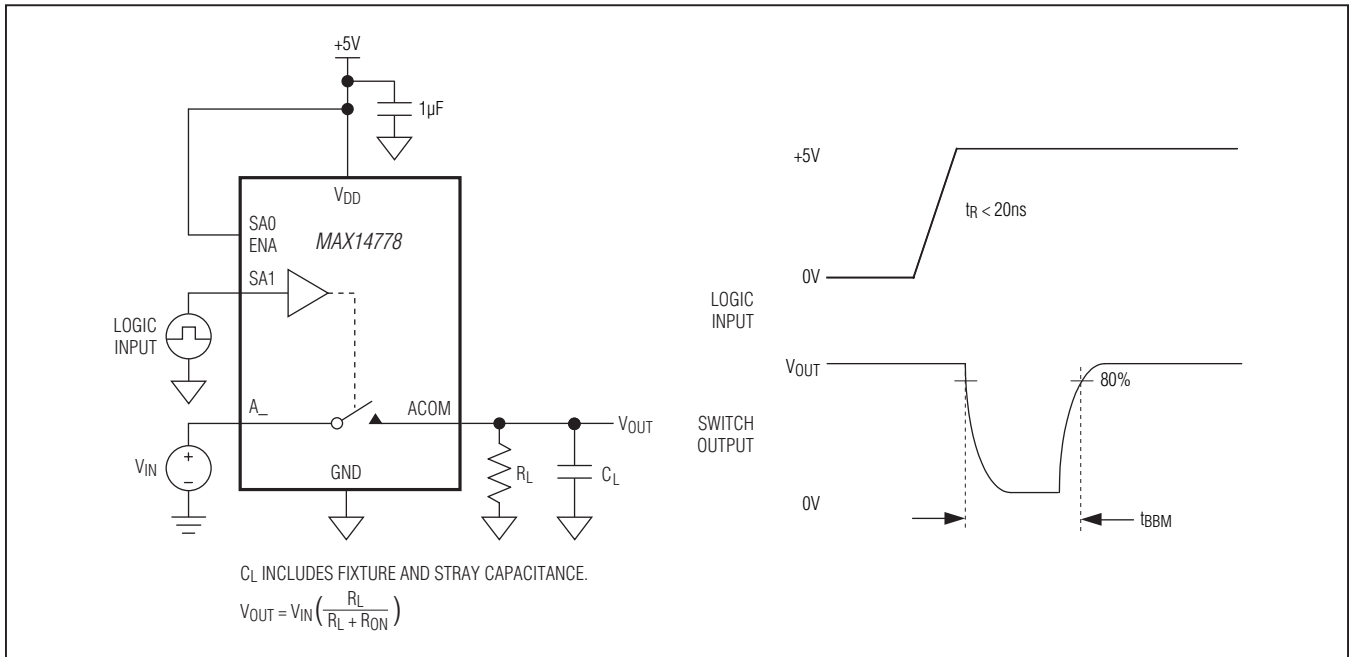 +5V
1µF
VDD
SA0
ENA
MAX14778
SA1
LOGIC
INPUT
A_
ACOM
VOUT
VIN
+
−
GND
RL
CL
CL INCLUDES FIXTURE AND STRAY CAPACITANCE.
VOUT = VIN(RL / RL + RON)
+5V
tR < 20ns
0V
LOGIC
INPUT
VOUT
80%
SWITCH
OUTPUT
0V
tBBM